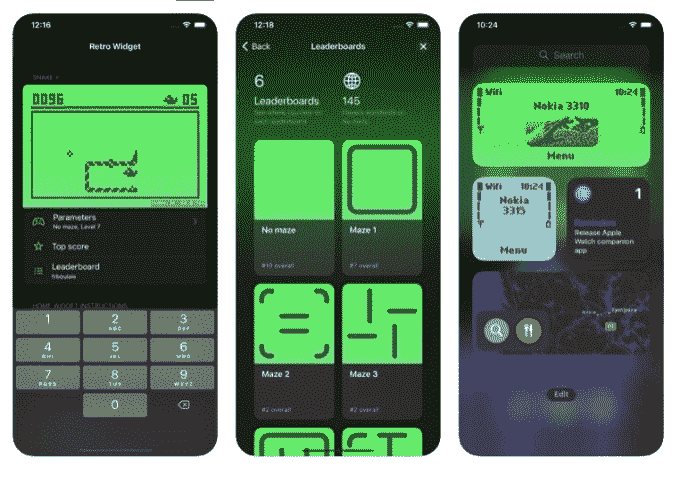 12:16
Retro Widget
SNAKE
0096
05
Parameters
No maze, Level 7
Top score
Leaderboard
HOME WIDGET INSTRUCTIONS
1
2
ABC
3
DEF
4
GHI
5
JKL
6
MNO
7
PQRS
8
TUV
9
WXYZ
0
12:18
Back
Leaderboards
6
Leaderboards
145
No maze
#10 overall
Maze 1
#7 overall
Maze 2
#2 overall
Maze 3
#2 overall
10:24
Search
Wifi
10:24
Nokia 3310
Menu
Wifi
10:24
Nokia
3315
Menu
1
Release Apple
Watch companion
app
Edit